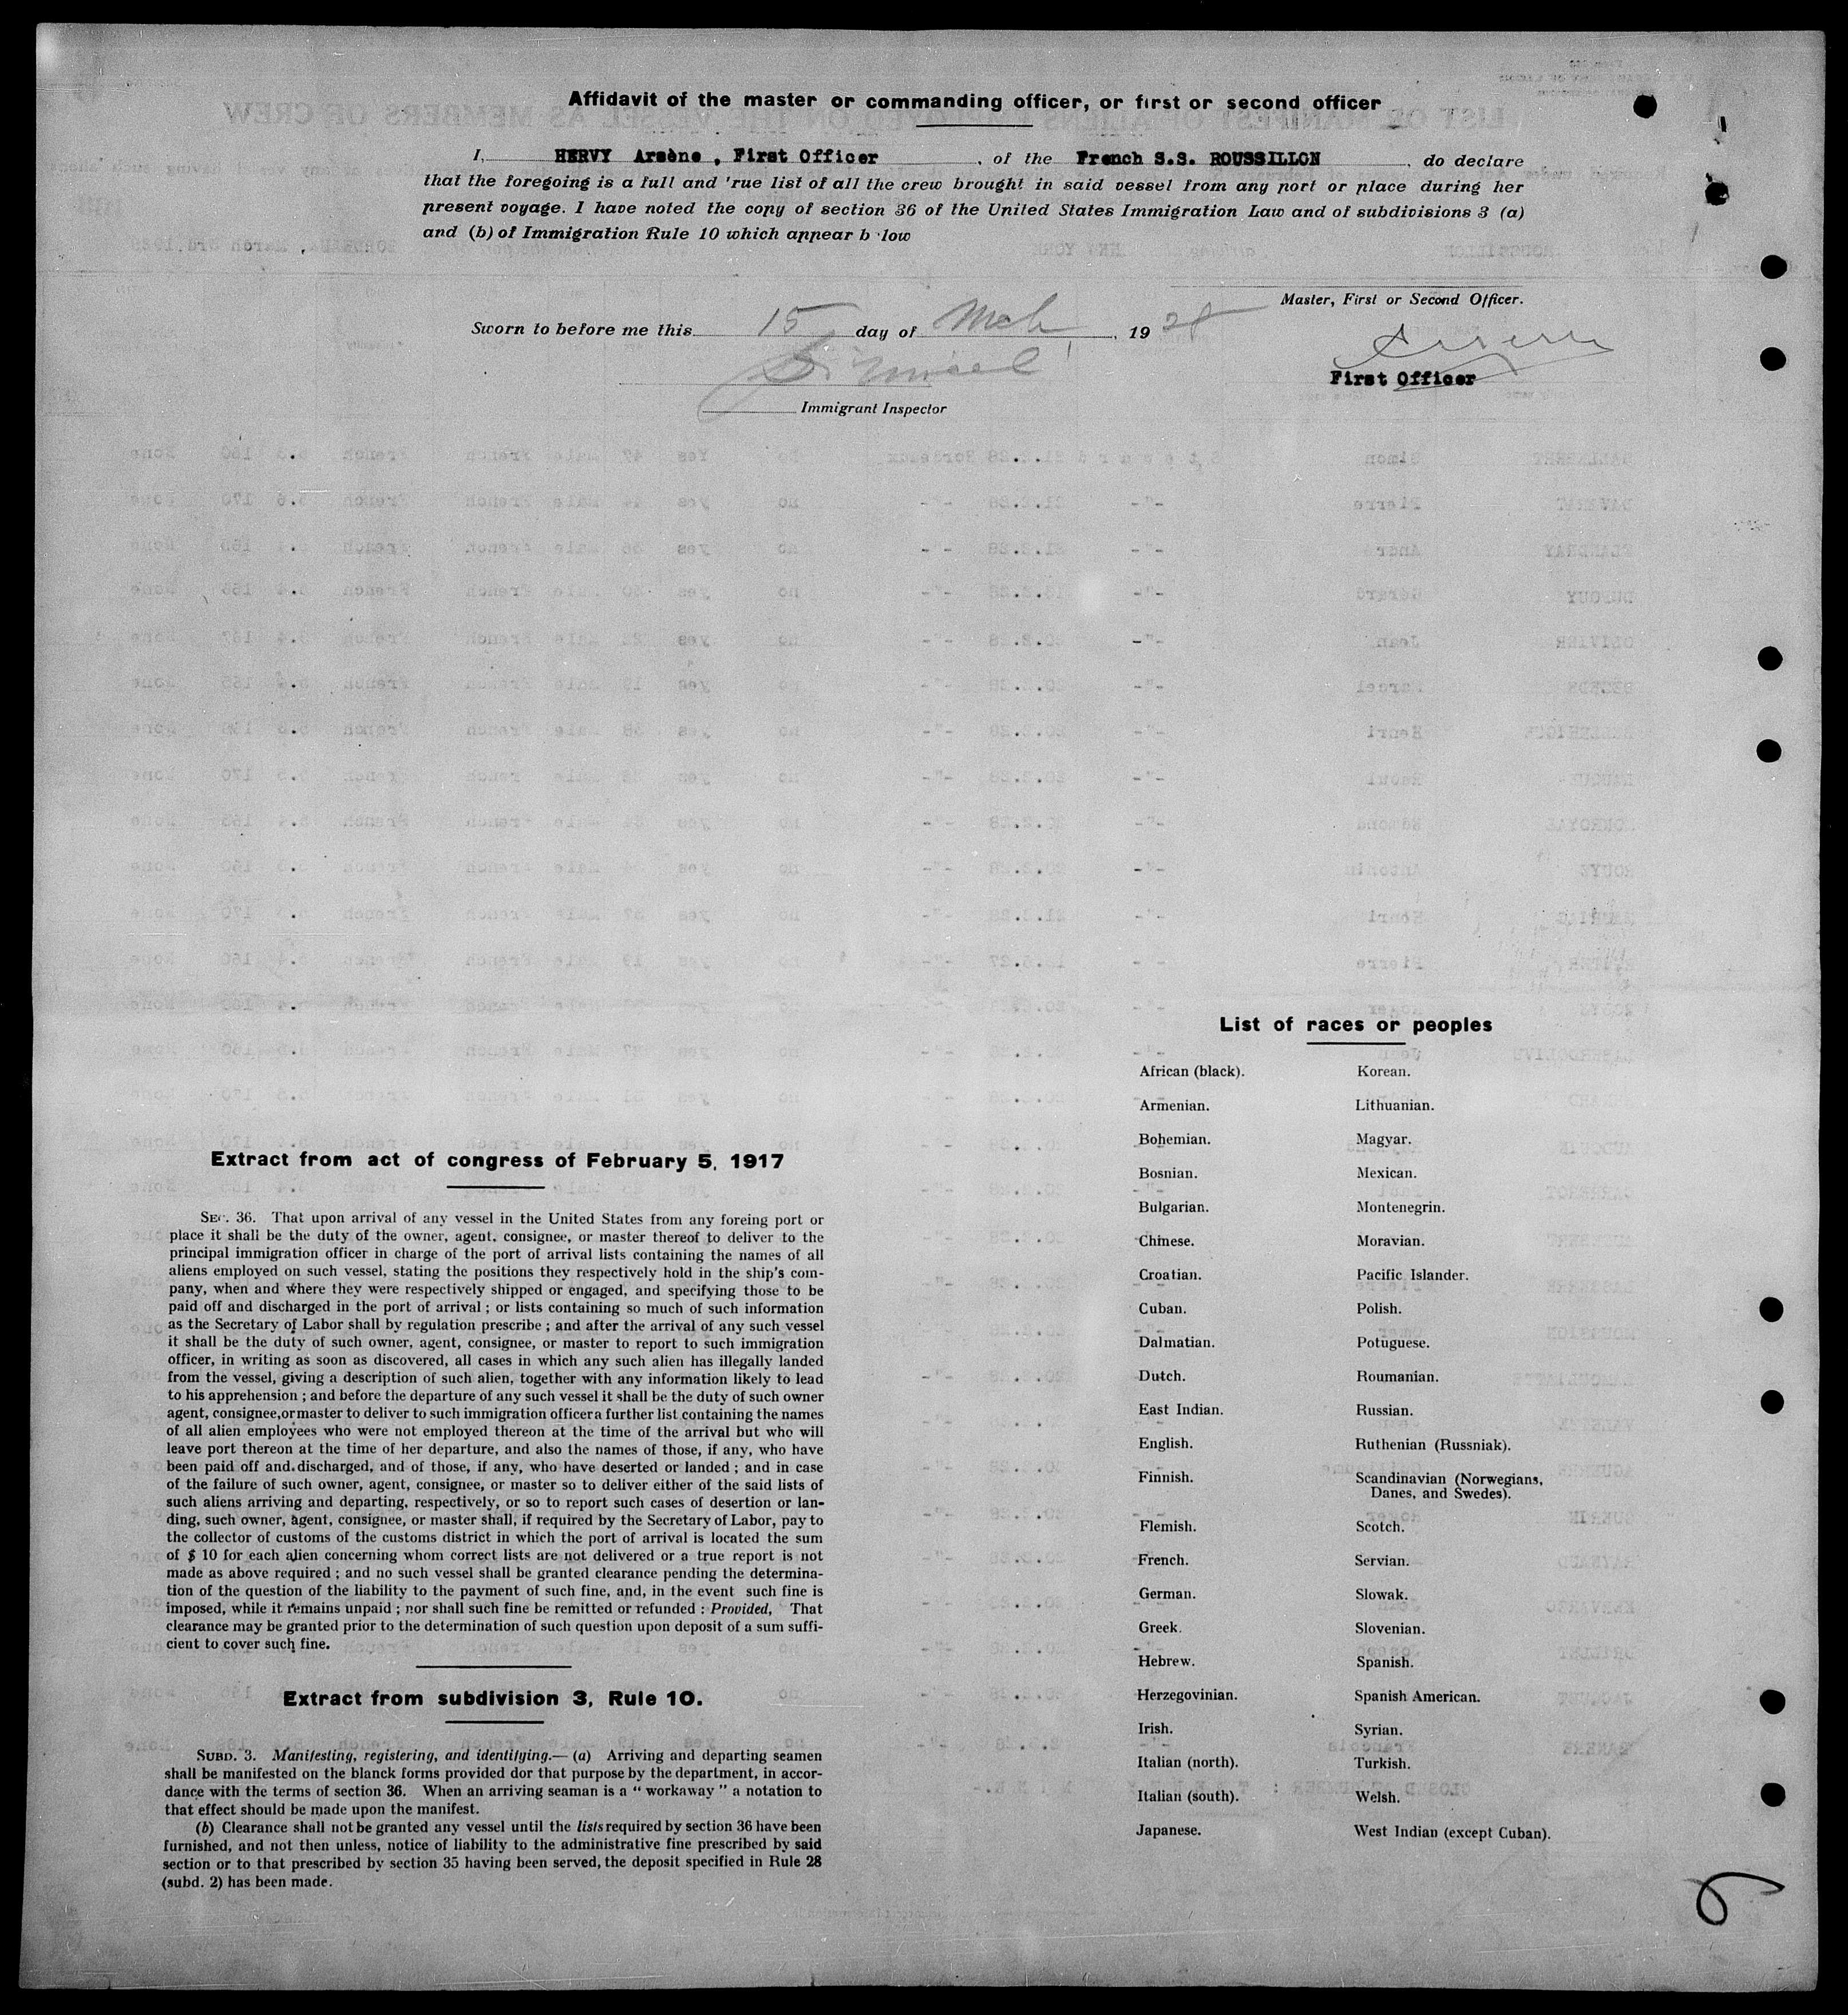 Affidavit of the master or commanding officer, or first or second officer
I, HERVY Arsène, First Officer, of the French S.S. ROUSSILLON, do declare
that the foregoing is a full and 'rue list of all the crew brought in said vessel from any port or place during her
present voyage. I have noted the copy of section 36 of the United States Immigration Law and of subdivisions 3 (a)
and (b) of Immigration Rule 10 which appear b low
Master, First or Second Officer.
Sworn to before me this 15 day of Mch, 1928
First Officer
Immigrant Inspector
List of races or peoples
African (black). Korean.
Armenian. Lithuanian.
Bohemian. Magyar.
Bosnian. Mexican.
Bulgarian. Montenegrin.
Chinese. Moravian.
Croatian. Pacific Islander.
Cuban. Polish.
Dalmatian. Potuguese.
Dutch. Roumanian.
East Indian. Russian.
English. Ruthenian (Russniak).
Finnish. Scandinavian (Norwegians,
Danes, and Swedes).
Flemish. Scotch.
French. Servian.
German. Slowak.
Greek. Slovenian.
Hebrew. Spanish.
Herzegovinian. Spanish American.
Irish. Syrian.
Italian (north). Turkish.
Italian (south). Welsh.
Japanese. West Indian (except Cuban).
Extract from act of congress of February 5, 1917
SEC. 36. That upon arrival of any vessel in the United States from any foreing port or
place it shall be the duty of the owner, agent, consignee, or master thereof to deliver to the
principal immigration officer in charge of the port of arrival lists containing the names of all
aliens employed on such vessel, stating the positions they respectively hold in the ship's com-
pany, when and where they were respectively shipped or engaged, and specifying those to be
paid off and discharged in the port of arrival ; or lists containing so much of such information
as the Secretary of Labor shall by regulation prescribe ; and after the arrival of any such vessel
it shall be the duty of such owner, agent, consignee, or master to report to such immigration
officer, in writing as soon as discovered, all cases in which any such alien has illegally landed
from the vessel, giving a description of such alien, together with any information likely to lead
to his apprehension ; and before the departure of any such vessel it shall be the duty of such owner
agent, consignee,or master to deliver to such immigration officer a further list containing the names
of all alien employees who were not employed thereon at the time of the arrival but who will
leave port thereon at the time of her departure, and also the names of those, if any, who have
been paid off and discharged, and of those, if any, who have deserted or landed ; and in case
of the failure of such owner, agent, consignee, or master so to deliver either of the said lists of
such aliens arriving and departing, respectively, or so to report such cases of desertion or lan-
ding, such owner, agent, consignee, or master shall, if required by the Secretary of Labor, pay to
the collector of customs of the customs district in which the port of arrival is located the sum
of $ 10 for each alien concerning whom correct lists are not delivered or a true report is not
made as above required ; and no such vessel shall be granted clearance pending the determina-
tion of the question of the liability to the payment of such fine, and, in the event such fine is
imposed, while it remains unpaid ; nor shall such fine be remitted or refunded : Provided, That
clearance may be granted prior to the determination of such question upon deposit of a sum suffi-
cient to cover such fine.
Extract from subdivision 3, Rule 10.
SUBD. 3. Manifesting, registering, and identifying.— (a) Arriving and departing seamen
shall be manifested on the blanck forms provided dor that purpose by the department, in accor-
dance with the terms of section 36. When an arriving seaman is a “ workaway ” a notation to
that effect should be made upon the manifest.
(b) Clearance shall not be granted any vessel until the lists required by section 36 have been
furnished, and not then unless, notice of liability to the administrative fine prescribed by said
section or to that prescribed by section 35 having been served, the deposit specified in Rule 28
(subd. 2) has been made.
6